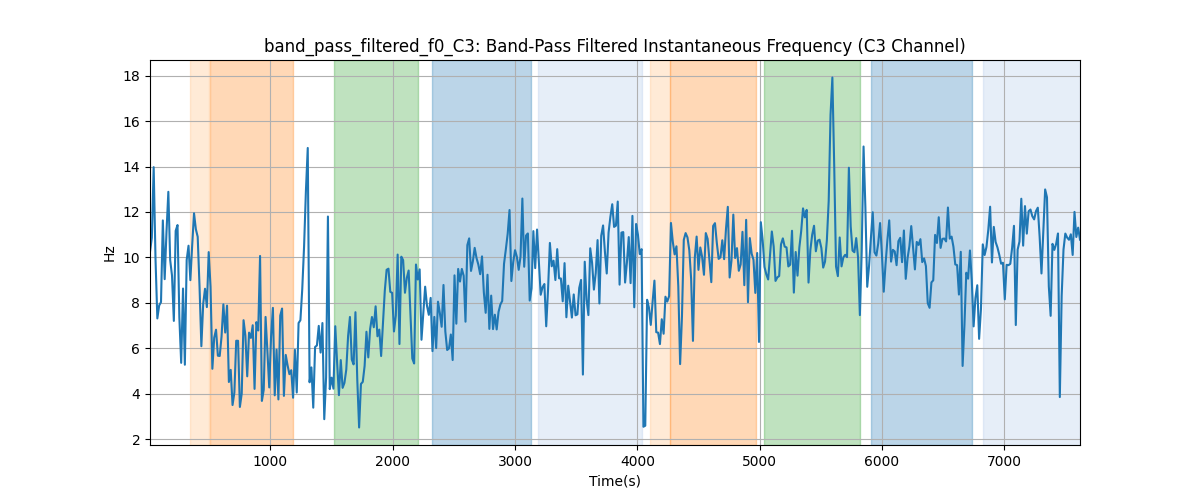 band_pass_filtered_f0_C3: Band-Pass Filtered Instantaneous Frequency (C3 Channel)
Hz
18
16
14
12
10
8
6
4
2
1000 2000 3000 4000 5000 6000 7000
Time(s)